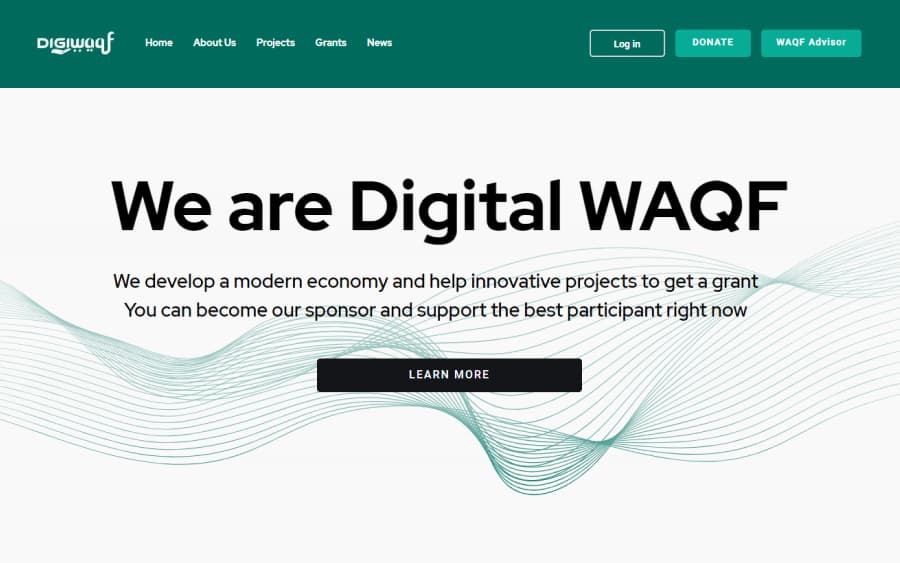 DIGIWAQF
Home
About Us
Projects
Grants
News
Log in
DONATE
WAQF Advisor
We are Digital WAQF
We develop a modern economy and help innovative projects to get a grant
You can become our sponsor and support the best participant right now
LEARN MORE